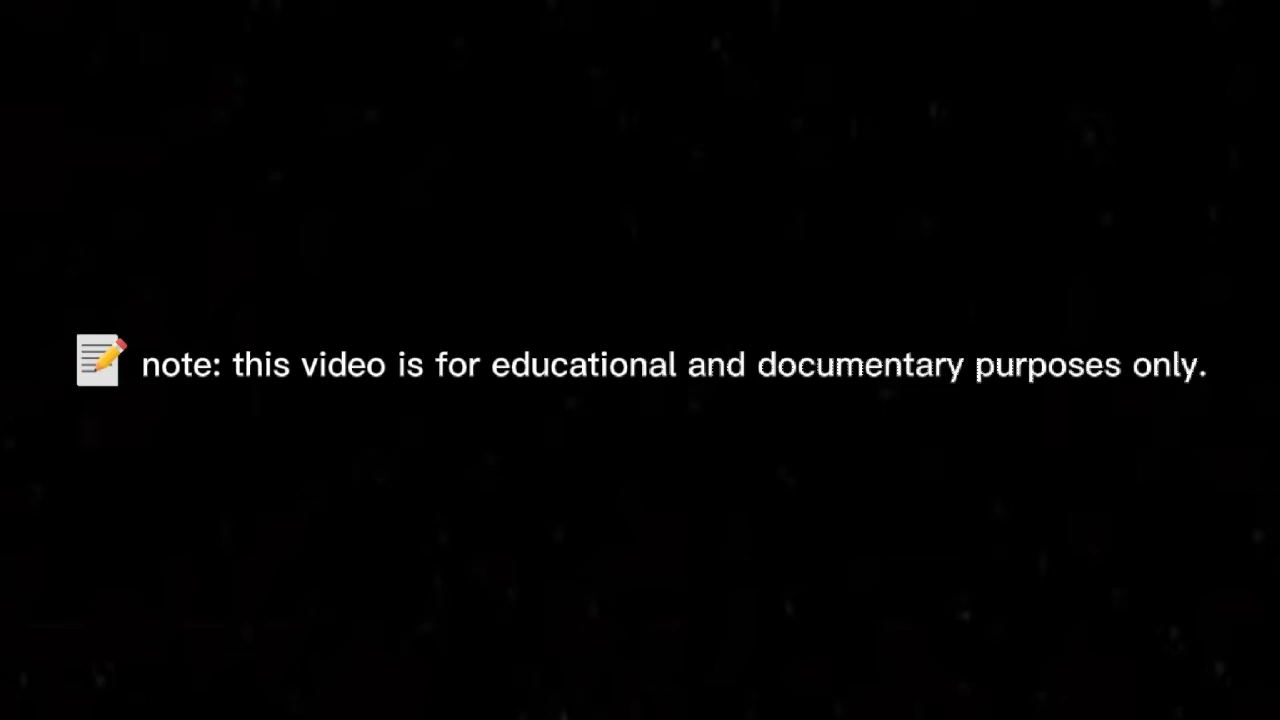 📝 note: this video is for educational and documentary purposes only.